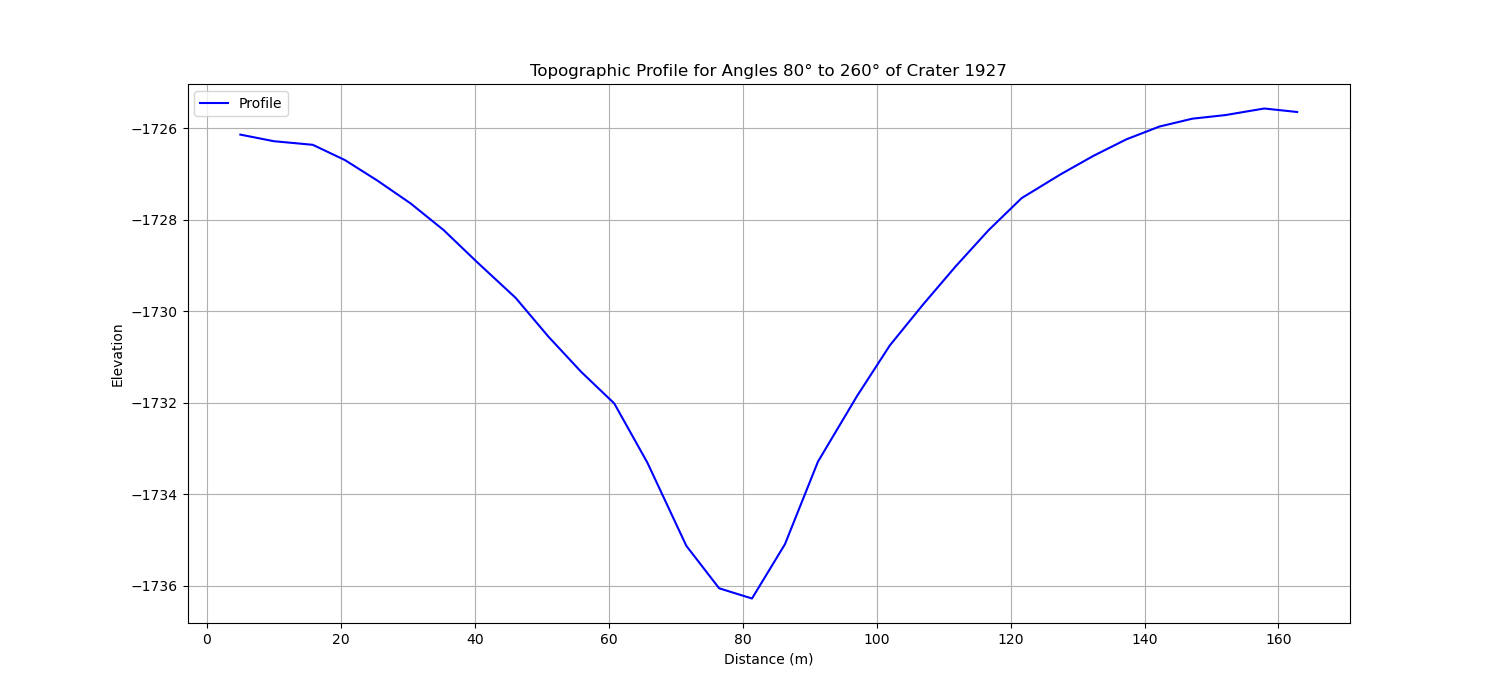 Topographic Profile for Angles 80° to 260° of Crater 1927
Profile
−1726
−1728
−1730
−1732
−1734
−1736
Elevation
0 20 40 60 80 100 120 140 160
Distance (m)